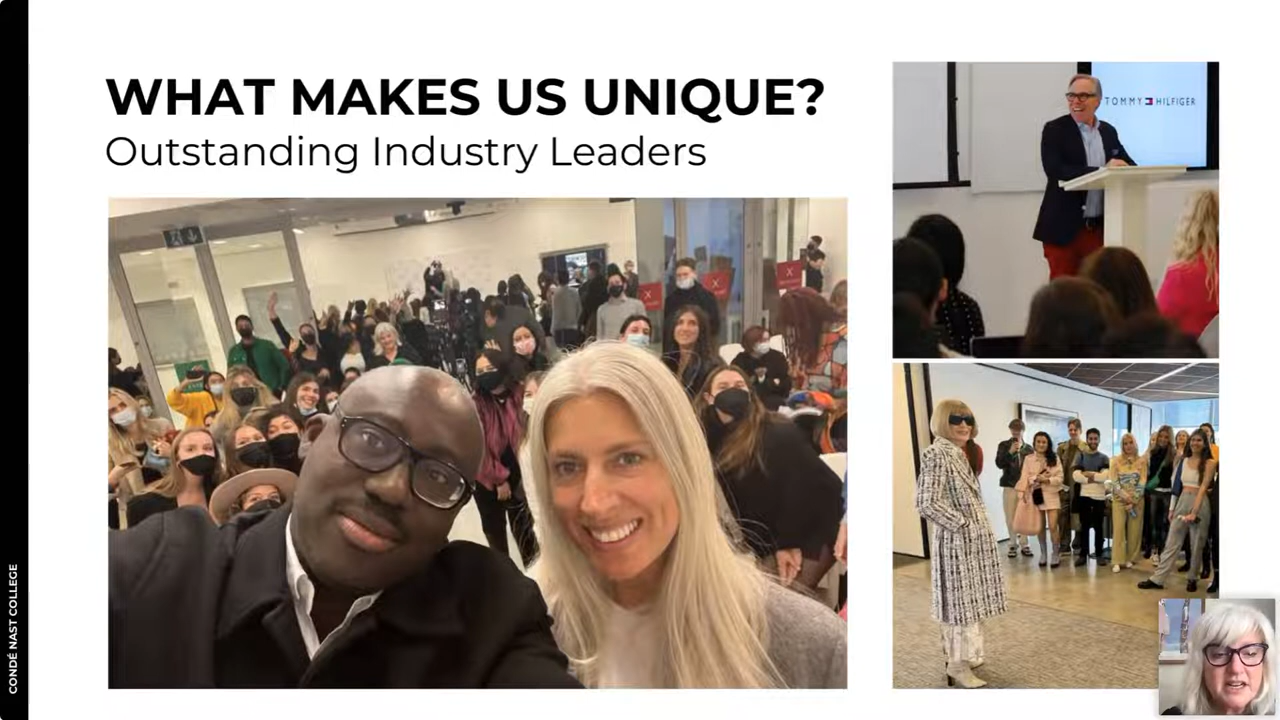 WHAT MAKES US UNIQUE?
Outstanding Industry Leaders
TOMMY HILFIGER
CONDÉ NAST COLLEGE